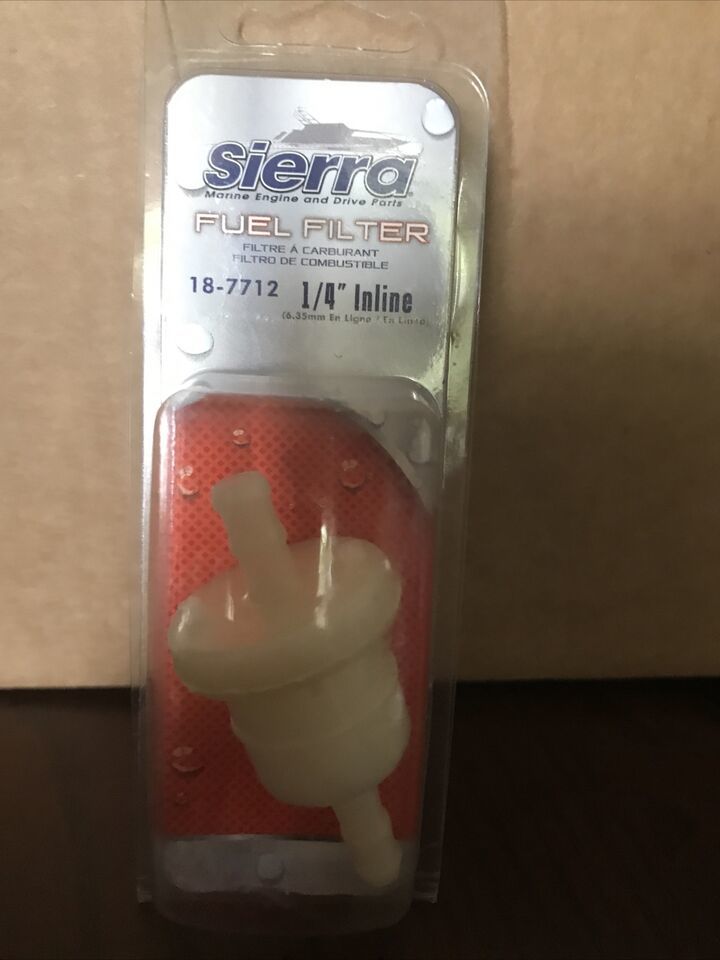 Sierra
Marine Engine and Drive Parts
FUEL FILTER
FILTRE À CARBURANT
FILTRO DE COMBUSTIBLE
18-7712 1/4" Inline
(6.35mm En Ligne / En Linea)